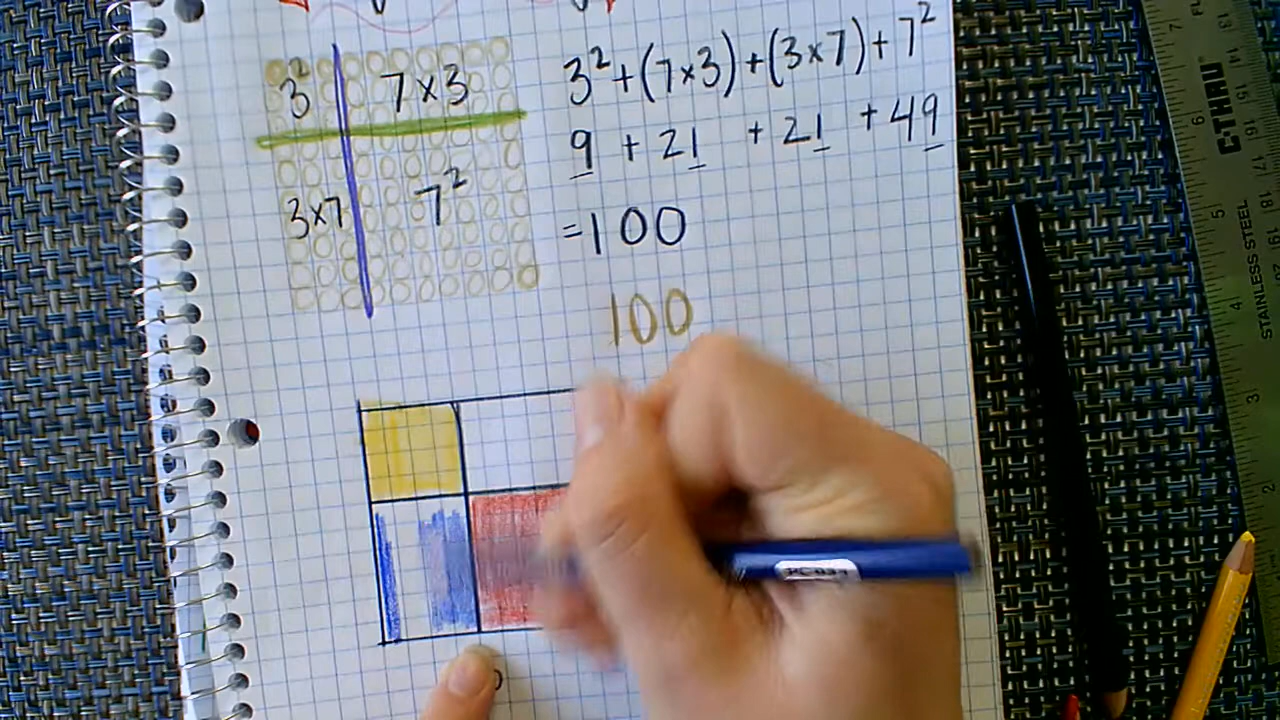 3² 7×3
3×7 7²
3²+(7×3)+(3×7)+7²
9 + 21 + 21 + 49
=100
100
C-THRU
STAINLESS STEEL